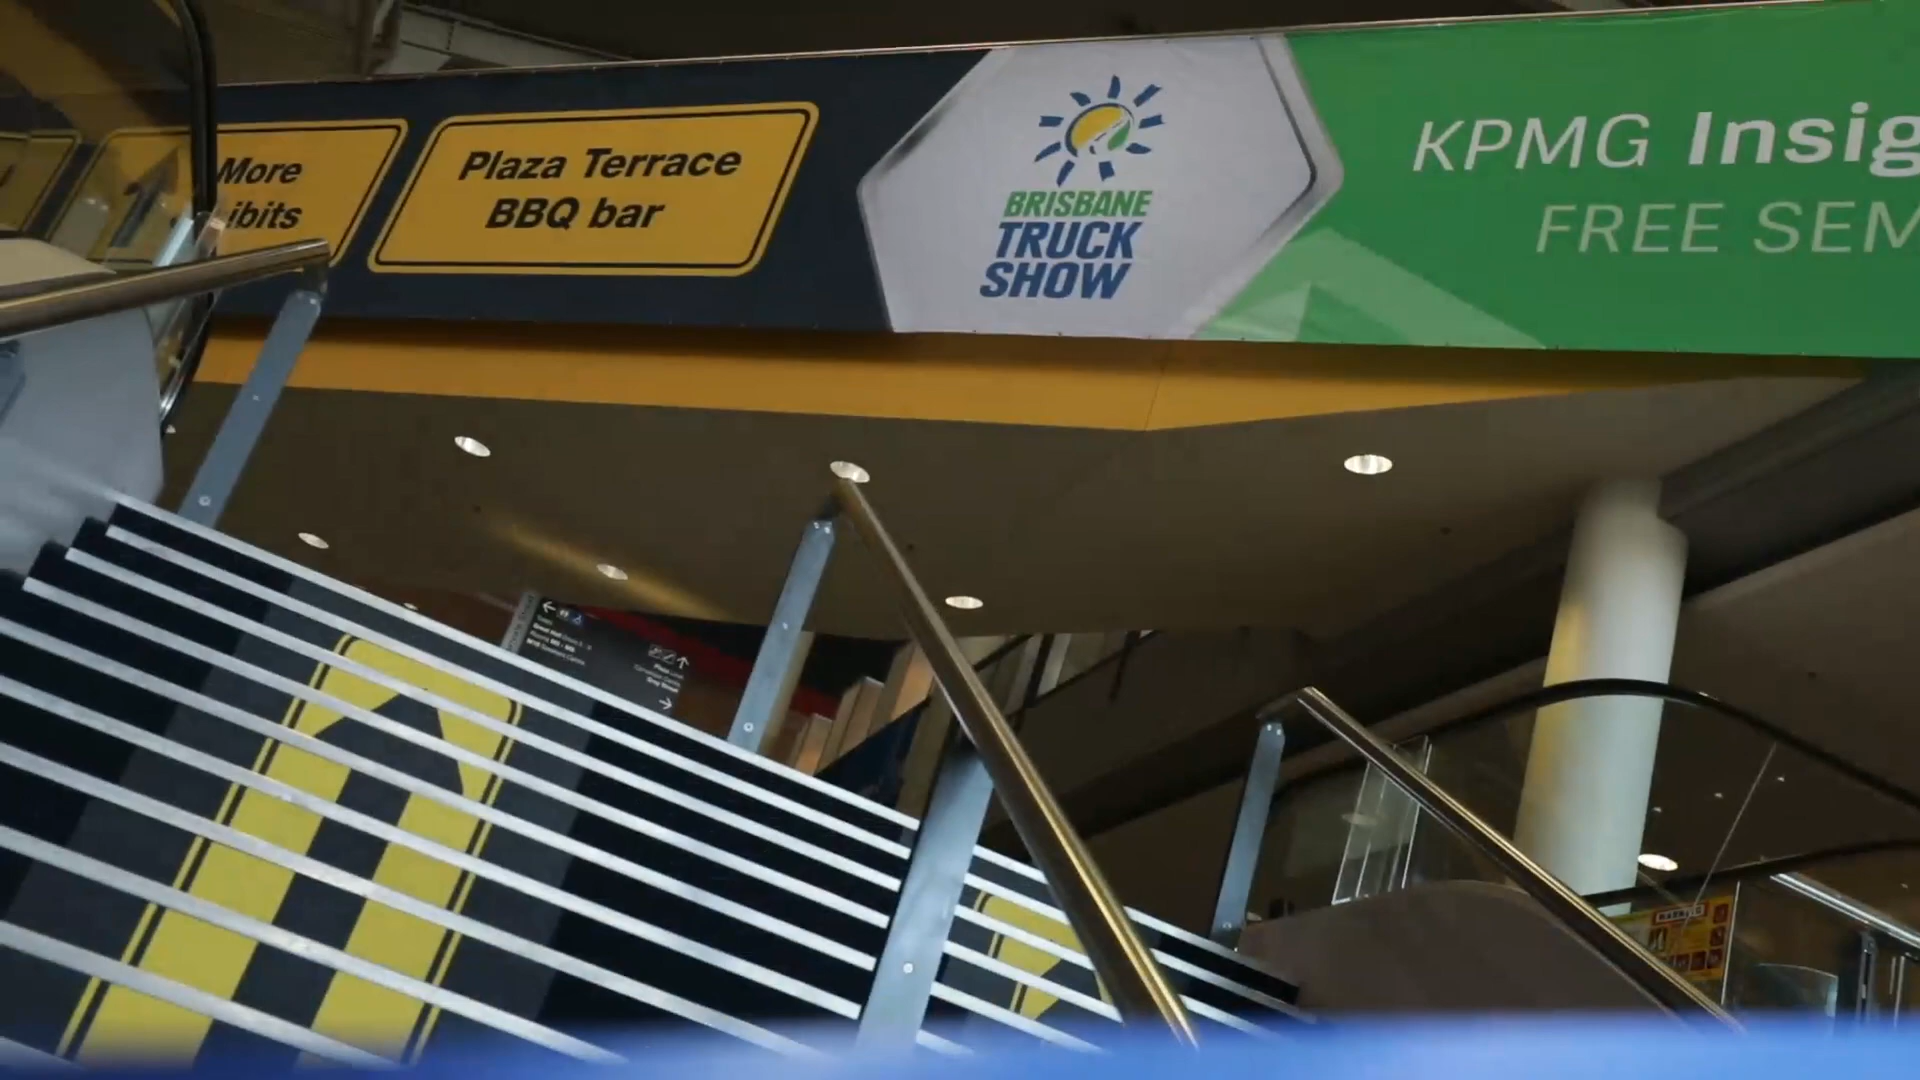 More
ibits
Plaza Terrace
BBQ bar
BRISBANE
TRUCK
SHOW
KPMG Insig
FREE SEM